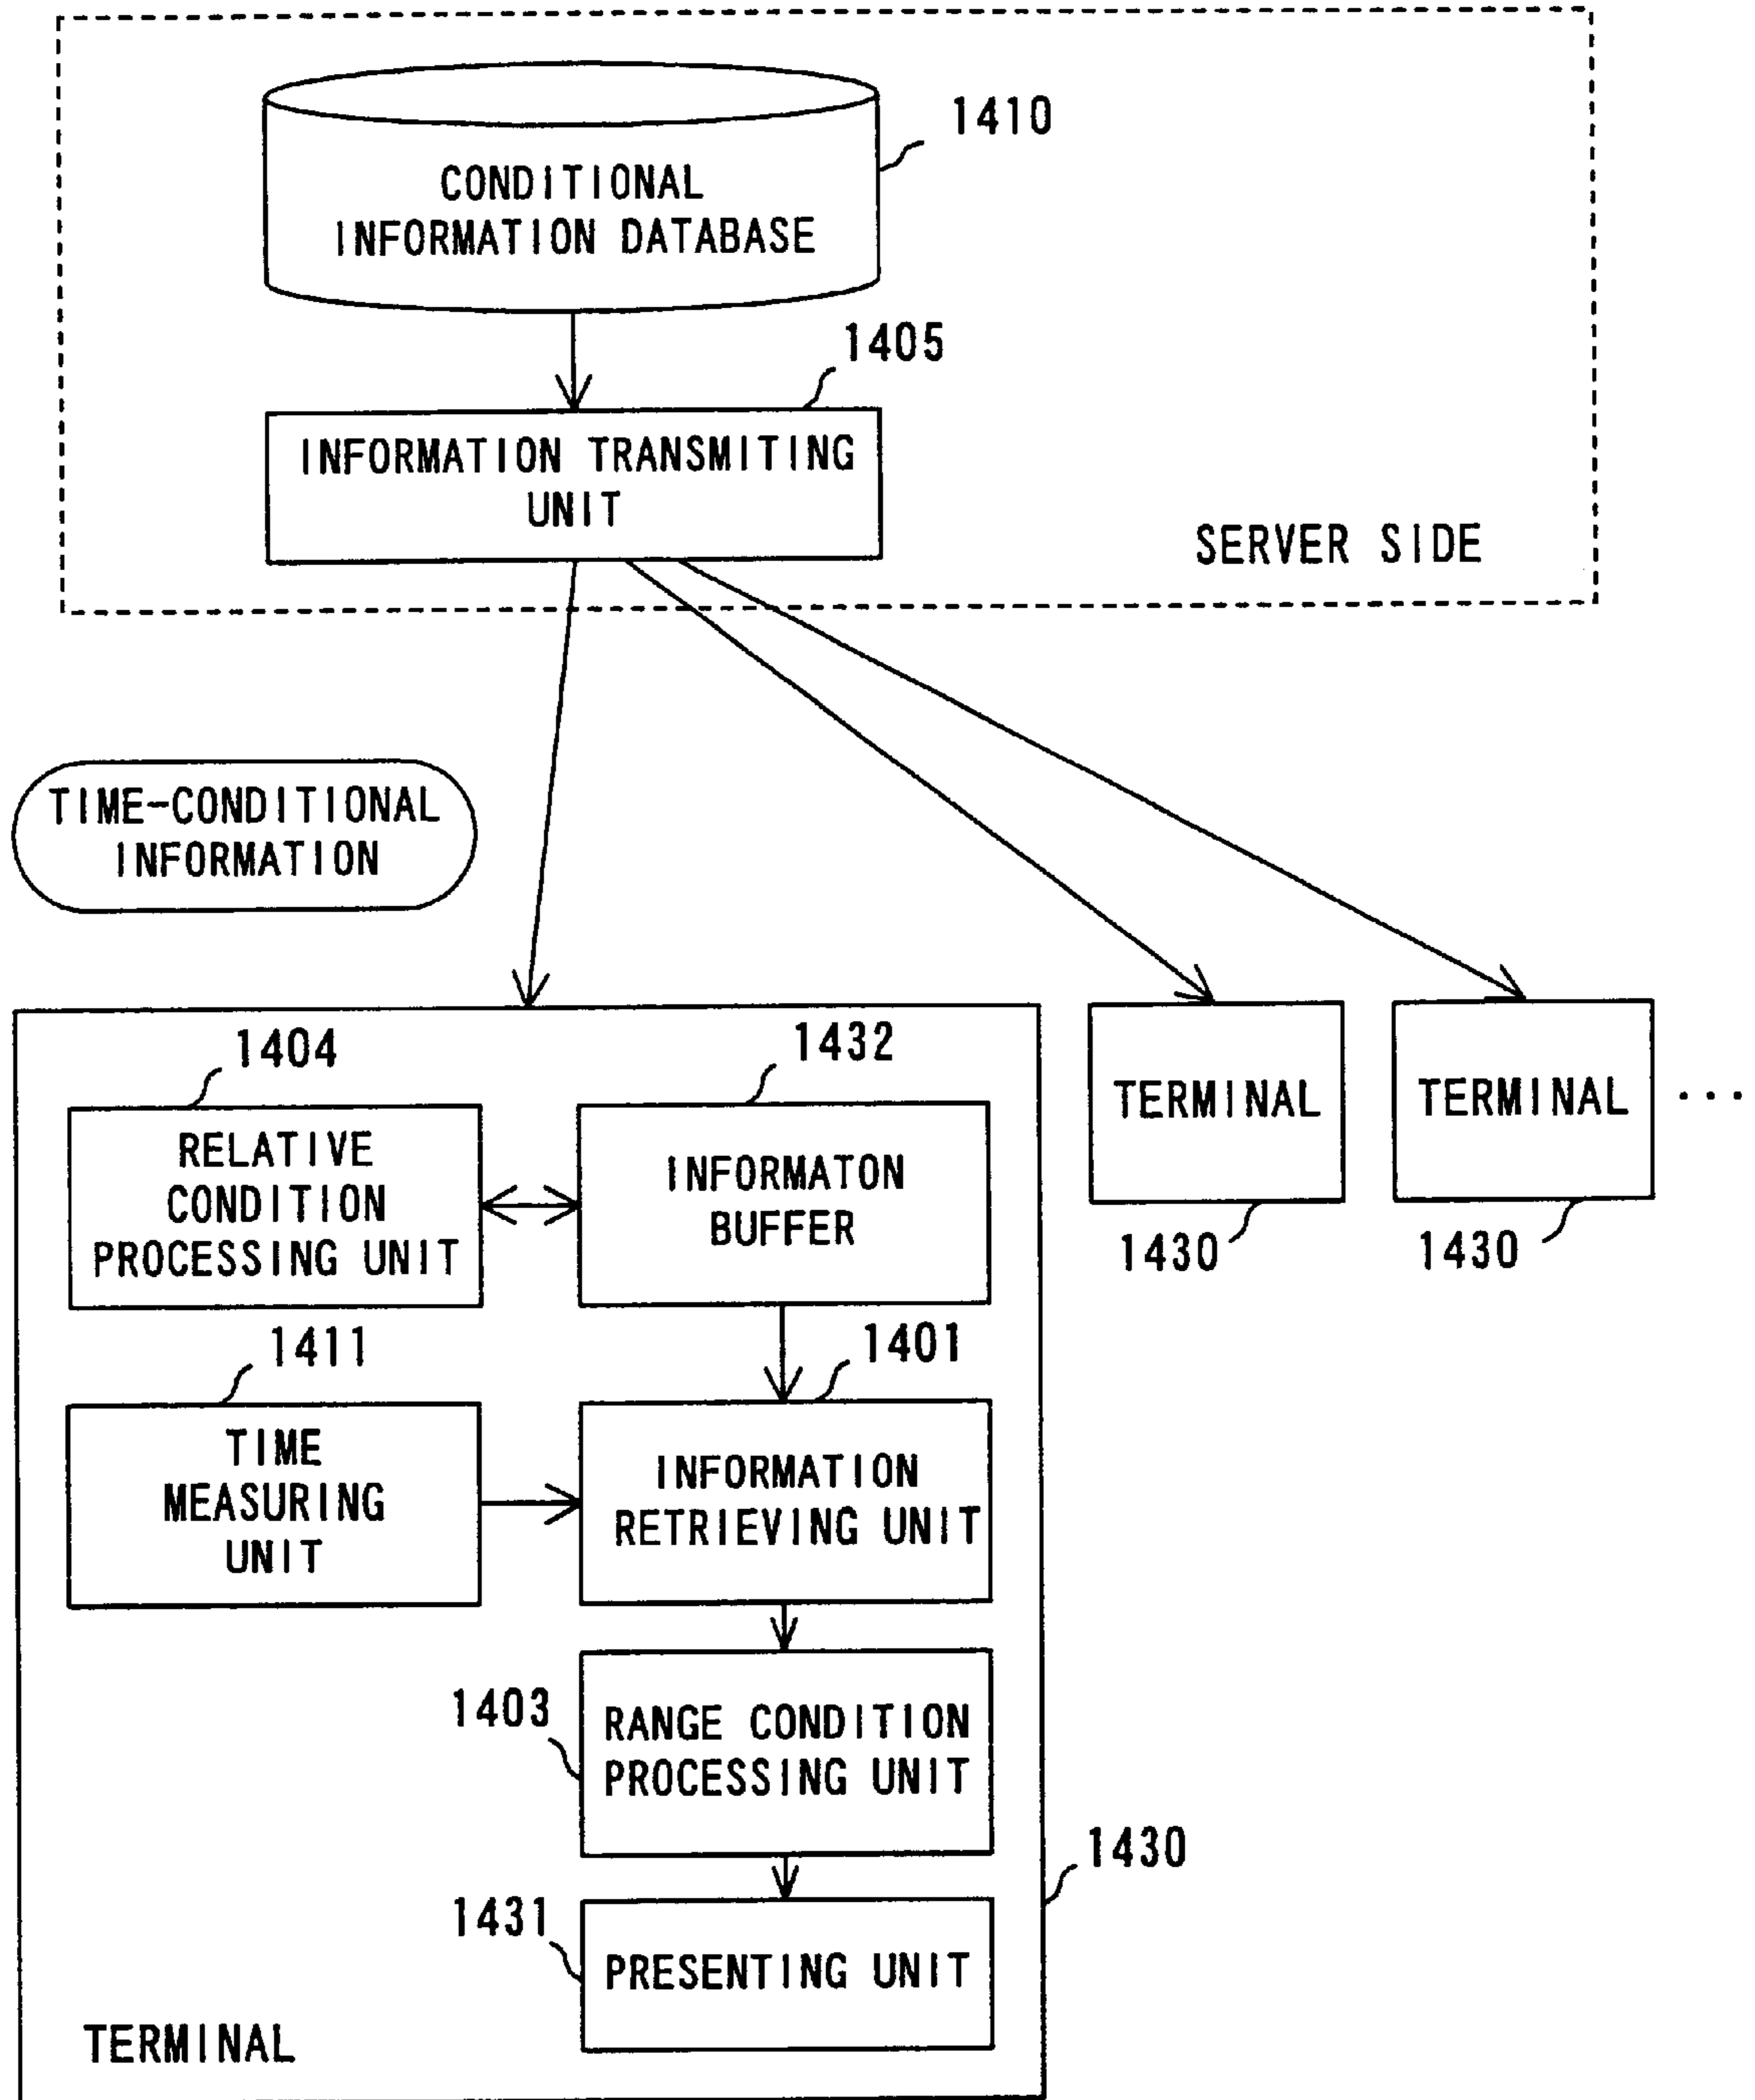 1410
CONDITIONAL
INFORMATION DATABASE
1405
INFORMATION TRANSMITING
UNIT
SERVER SIDE
TIME-CONDITIONAL
INFORMATION
1404
RELATIVE
CONDITION
PROCESSING UNIT
1432
INFORMATON
BUFFER
TERMINAL
1430
TERMINAL
1430
...
1411
TIME
MEASURING
UNIT
1401
INFORMATION
RETRIEVING UNIT
1403
RANGE CONDITION
PROCESSING UNIT
1430
1431
PRESENTING UNIT
TERMINAL